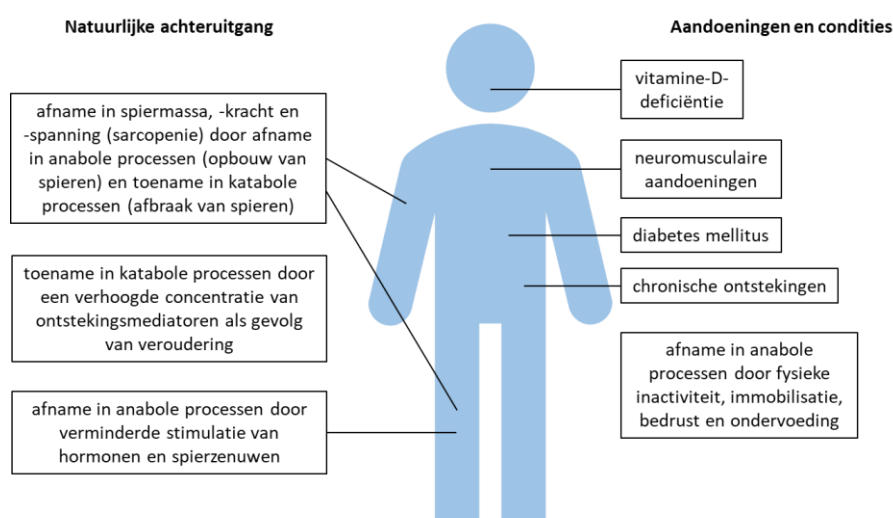 Natuurlijke achteruitgang
afname in spiermassa, -kracht en
-spanning (sarcopenie) door afname
in anabole processen (opbouw van
spieren) en toename in katabole
processen (afbraak van spieren)
toename in katabole processen door
een verhoogde concentratie van
ontstekingsmediatoren als gevolg
van veroudering
afname in anabole processen door
verminderde stimulatie van
hormonen en spierzenuwen
Aandoeningen en condities
vitamine-D-
deficiëntie
neuromusculaire
aandoeningen
diabetes mellitus
chronische ontstekingen
afname in anabole
processen door fysieke
inactiviteit, immobilisatie,
bedrust en ondervoeding